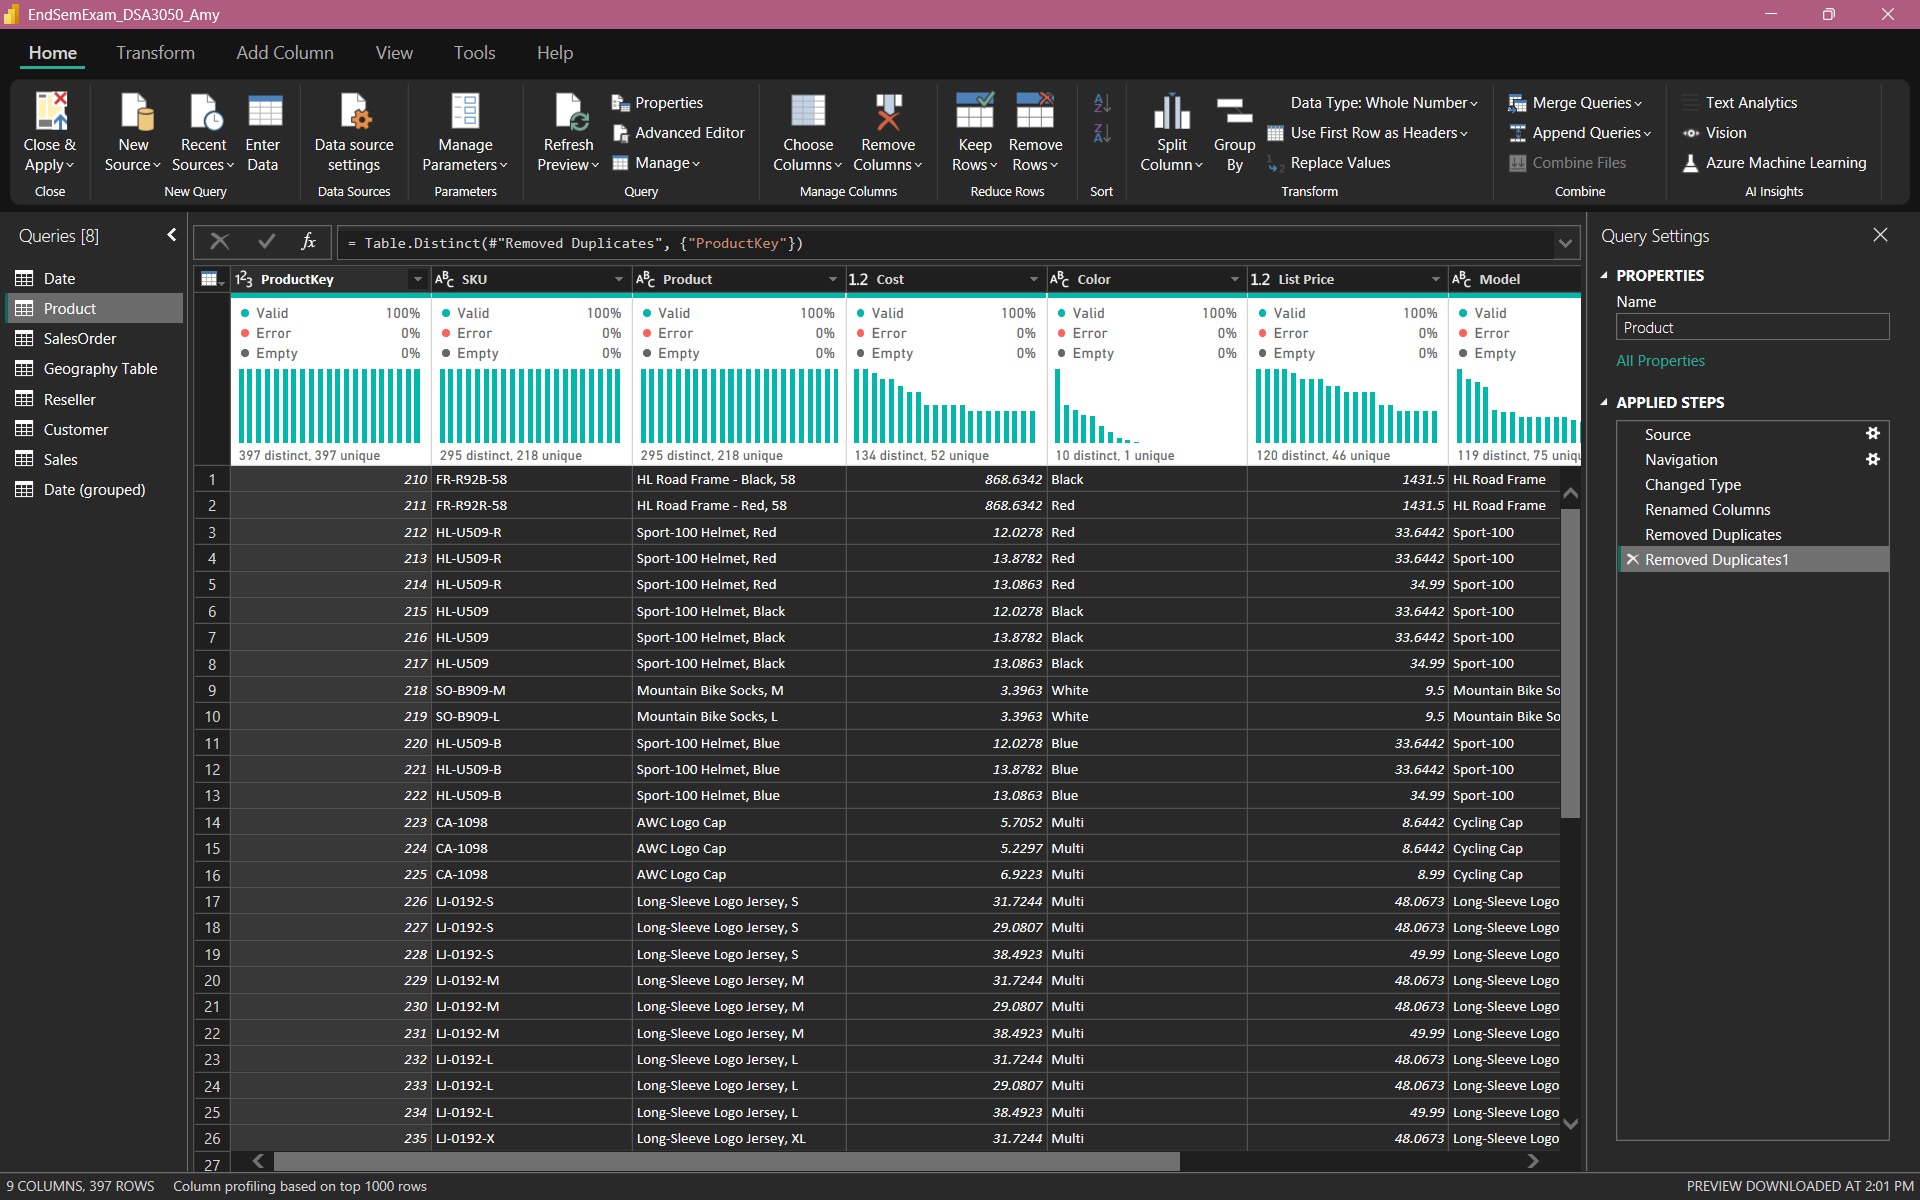 EndSemExam_DSA3050_Amy
Home Transform Add Column View Tools Help
Close & Apply
Close
New Source
Recent Sources
Enter Data
New Query
Data source settings
Data Sources
Manage Parameters
Parameters
Refresh Preview
Properties
Advanced Editor
Manage
Query
Choose Columns
Remove Columns
Manage Columns
Keep Rows
Remove Rows
Reduce Rows
Sort
Split Column
Group By
Data Type: Whole Number
Use First Row as Headers
Replace Values
Transform
Merge Queries
Append Queries
Combine Files
Combine
Text Analytics
Vision
Azure Machine Learning
AI Insights
Queries [8]
Date
Product
SalesOrder
Geography Table
Reseller
Customer
Sales
Date (grouped)
fx = Table.Distinct(#"Removed Duplicates", {"ProductKey"})
1 2 3 ProductKey ABC SKU ABC Product 1.2 Cost ABC Color 1.2 List Price ABC Model
Valid 100% Valid 100% Valid 100% Valid 100% Valid 100% Valid 100% Valid
Error 0% Error 0% Error 0% Error 0% Error 0% Error 0% Error
Empty 0% Empty 0% Empty 0% Empty 0% Empty 0% Empty 0% Empty
397 distinct, 397 unique 295 distinct, 218 unique 295 distinct, 218 unique 134 distinct, 52 unique 10 distinct, 1 unique 120 distinct, 46 unique 119 distinct, 75 uniqu
1 210 FR-R92B-58 HL Road Frame - Black, 58 868.6342 Black 1431.5 HL Road Frame
2 211 FR-R92R-58 HL Road Frame - Red, 58 868.6342 Red 1431.5 HL Road Frame
3 212 HL-U509-R Sport-100 Helmet, Red 12.0278 Red 33.6442 Sport-100
4 213 HL-U509-R Sport-100 Helmet, Red 13.8782 Red 33.6442 Sport-100
5 214 HL-U509-R Sport-100 Helmet, Red 13.0863 Red 34.99 Sport-100
6 215 HL-U509 Sport-100 Helmet, Black 12.0278 Black 33.6442 Sport-100
7 216 HL-U509 Sport-100 Helmet, Black 13.8782 Black 33.6442 Sport-100
8 217 HL-U509 Sport-100 Helmet, Black 13.0863 Black 34.99 Sport-100
9 218 SO-B909-M Mountain Bike Socks, M 3.3963 White 9.5 Mountain Bike So
10 219 SO-B909-L Mountain Bike Socks, L 3.3963 White 9.5 Mountain Bike So
11 220 HL-U509-B Sport-100 Helmet, Blue 12.0278 Blue 33.6442 Sport-100
12 221 HL-U509-B Sport-100 Helmet, Blue 13.8782 Blue 33.6442 Sport-100
13 222 HL-U509-B Sport-100 Helmet, Blue 13.0863 Blue 34.99 Sport-100
14 223 CA-1098 AWC Logo Cap 5.7052 Multi 8.6442 Cycling Cap
15 224 CA-1098 AWC Logo Cap 5.2297 Multi 8.6442 Cycling Cap
16 225 CA-1098 AWC Logo Cap 6.9223 Multi 8.99 Cycling Cap
17 226 LJ-0192-S Long-Sleeve Logo Jersey, S 31.7244 Multi 48.0673 Long-Sleeve Logo
18 227 LJ-0192-S Long-Sleeve Logo Jersey, S 29.0807 Multi 48.0673 Long-Sleeve Logo
19 228 LJ-0192-S Long-Sleeve Logo Jersey, S 38.4923 Multi 49.99 Long-Sleeve Logo
20 229 LJ-0192-M Long-Sleeve Logo Jersey, M 31.7244 Multi 48.0673 Long-Sleeve Logo
21 230 LJ-0192-M Long-Sleeve Logo Jersey, M 29.0807 Multi 48.0673 Long-Sleeve Logo
22 231 LJ-0192-M Long-Sleeve Logo Jersey, M 38.4923 Multi 49.99 Long-Sleeve Logo
23 232 LJ-0192-L Long-Sleeve Logo Jersey, L 31.7244 Multi 48.0673 Long-Sleeve Logo
24 233 LJ-0192-L Long-Sleeve Logo Jersey, L 29.0807 Multi 48.0673 Long-Sleeve Logo
25 234 LJ-0192-L Long-Sleeve Logo Jersey, L 38.4923 Multi 49.99 Long-Sleeve Logo
26 235 LJ-0192-X Long-Sleeve Logo Jersey, XL 31.7244 Multi 48.0673 Long-Sleeve Logo
27
Query Settings
PROPERTIES
Name
Product
All Properties
APPLIED STEPS
Source
Navigation
Changed Type
Renamed Columns
Removed Duplicates
Removed Duplicates1
9 COLUMNS, 397 ROWS Column profiling based on top 1000 rows PREVIEW DOWNLOADED AT 2:01 PM